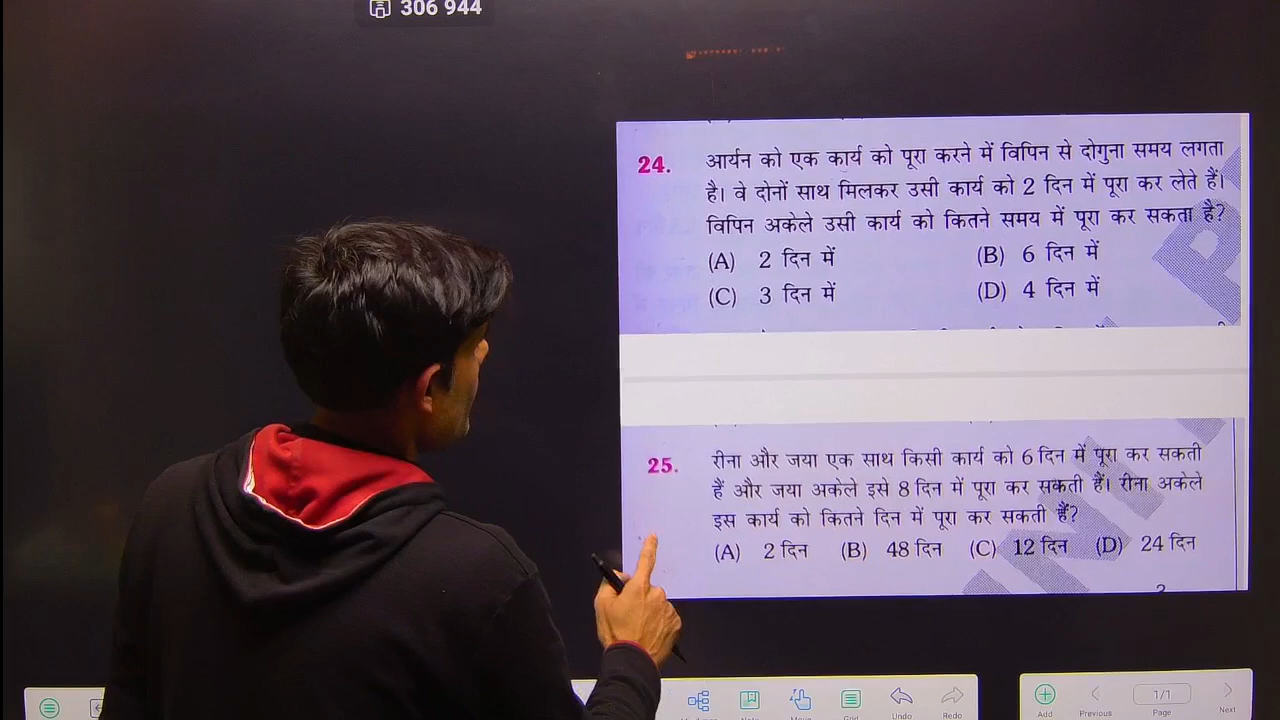 306 944
24. आर्यन को एक कार्य को पूरा करने में विपिन से दोगुना समय लगता
है। वे दोनों साथ मिलकर उसी कार्य को 2 दिन में पूरा कर लेते हैं।
विपिन अकेले उसी कार्य को कितने समय में पूरा कर सकता है?
(A) 2 दिन में (B) 6 दिन में
(C) 3 दिन में (D) 4 दिन में
25. रीना और जया एक साथ किसी कार्य को 6 दिन में पूरा कर सकती
हैं और जया अकेले इसे 8 दिन में पूरा कर सकती हैं। रीना अकेले
इस कार्य को कितने दिन में पूरा कर सकती हैं?
(A) 2 दिन (B) 48 दिन (C) 12 दिन (D) 24 दिन
1/1
Undo Redo Add Previous Page Next